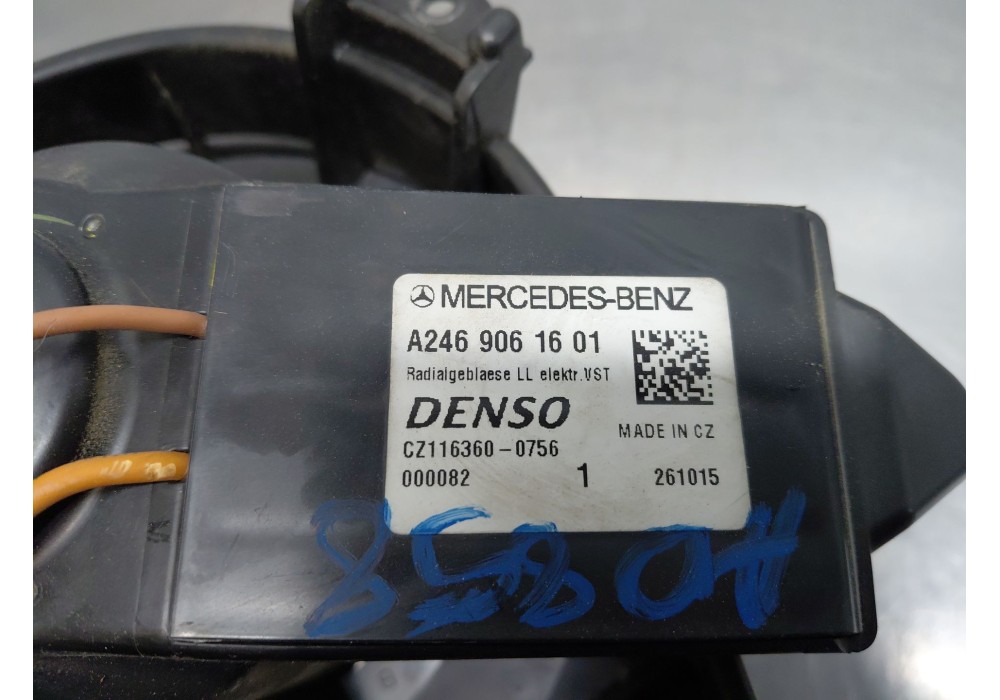 MERCEDES-BENZ
A246 906 16 01
Radialgeblaese LL elektr.VST
DENSO
MADE IN CZ
CZ116360-0756
000082 1 261015